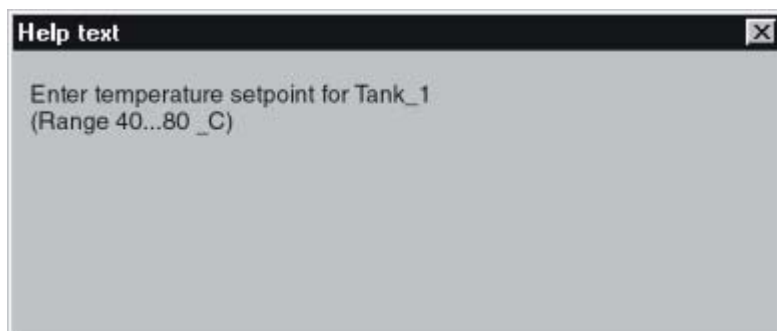 Help text
Enter temperature setpoint for Tank_1
(Range 40...80 _C)